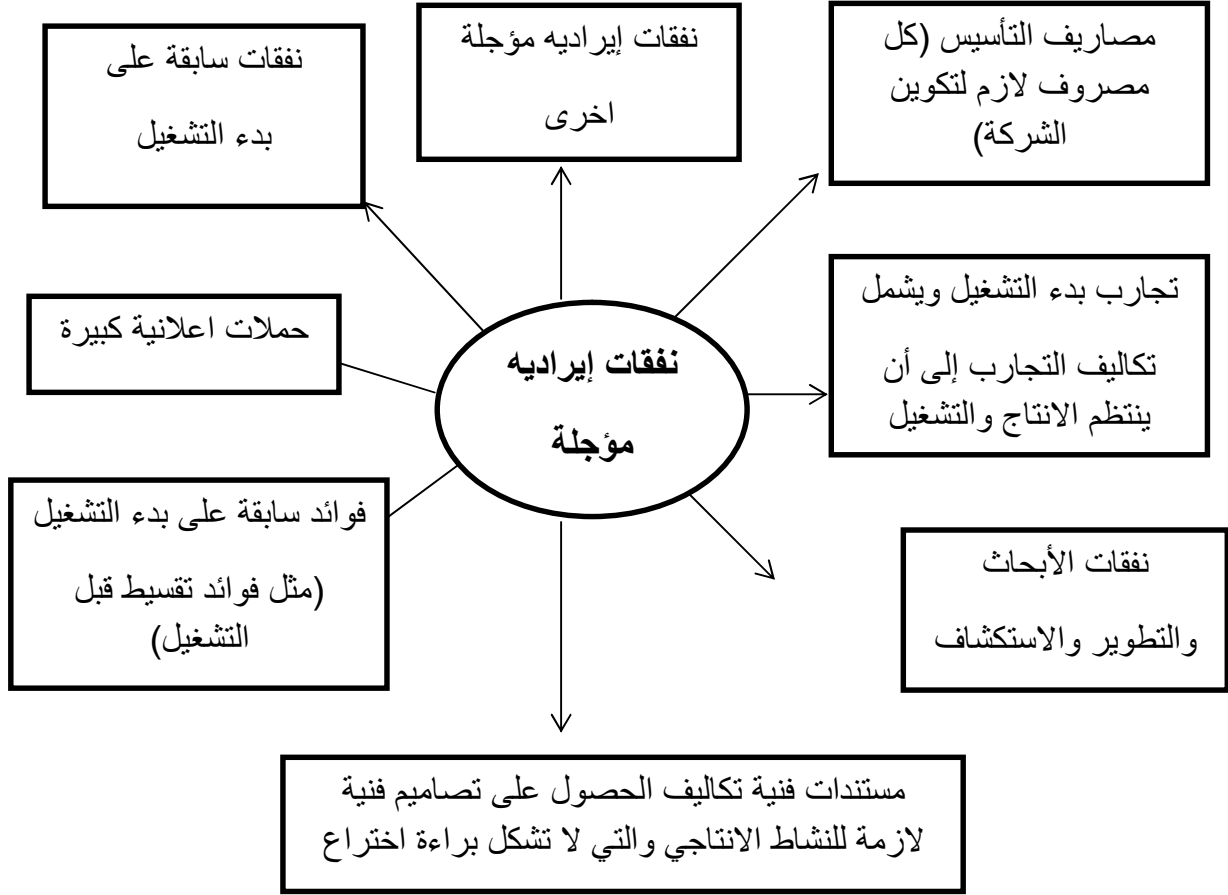 مصاريف التأسيس (كل
مصروف لازم لتكوين
الشركة)
نفقات إيراديه مؤجلة
اخرى
نفقات سابقة على
بدء التشغيل
تجارب بدء التشغيل ويشمل
تكاليف التجارب إلى أن
ينتظم الانتاج والتشغيل
حملات اعلانية كبيرة
نفقات إيراديه
مؤجلة
فوائد سابقة على بدء التشغيل
(مثل فوائد تقسيط قبل
التشغيل)
نفقات الأبحاث
والتطوير والاستكشاف
مستندات فنية تكاليف الحصول على تصاميم فنية
لازمة للنشاط الانتاجي والتي لا تشكل براءة اختراع